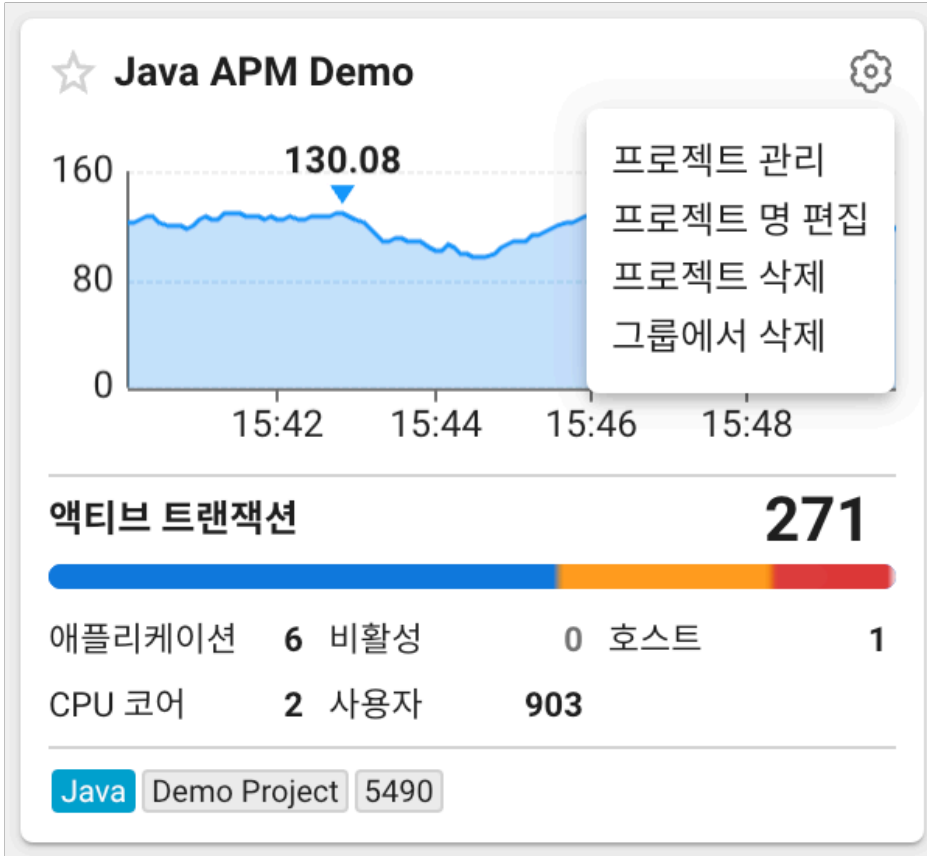 Java APM Demo
프로젝트 관리
프로젝트 명 편집
프로젝트 삭제
그룹에서 삭제
130.08
160
80
0
15:42 15:44 15:46 15:48
액티브 트랜잭션 271
애플리케이션 6 비활성 0 호스트 1
CPU 코어 2 사용자 903
Java Demo Project 5490